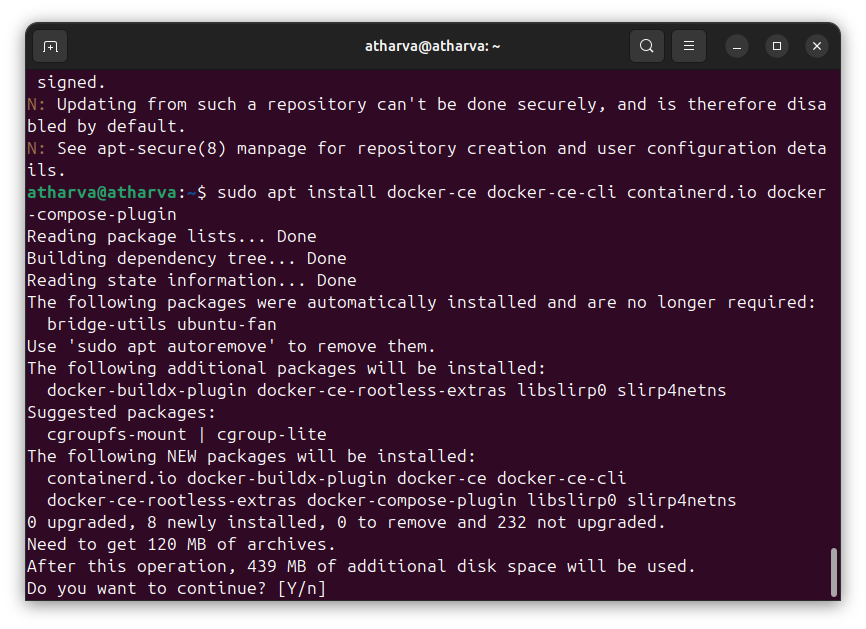 atharva@atharva: ~
signed.
N: Updating from such a repository can't be done securely, and is therefore disa
bled by default.
N: See apt-secure(8) manpage for repository creation and user configuration deta
ils.
atharva@atharva:~$ sudo apt install docker-ce docker-ce-cli containerd.io docker
-compose-plugin
Reading package lists... Done
Building dependency tree... Done
Reading state information... Done
The following packages were automatically installed and are no longer required:
  bridge-utils ubuntu-fan
Use 'sudo apt autoremove' to remove them.
The following additional packages will be installed:
  docker-buildx-plugin docker-ce-rootless-extras libslirp0 slirp4netns
Suggested packages:
  cgroupfs-mount | cgroup-lite
The following NEW packages will be installed:
  containerd.io docker-buildx-plugin docker-ce docker-ce-cli
  docker-ce-rootless-extras docker-compose-plugin libslirp0 slirp4netns
0 upgraded, 8 newly installed, 0 to remove and 232 not upgraded.
Need to get 120 MB of archives.
After this operation, 439 MB of additional disk space will be used.
Do you want to continue? [Y/n]